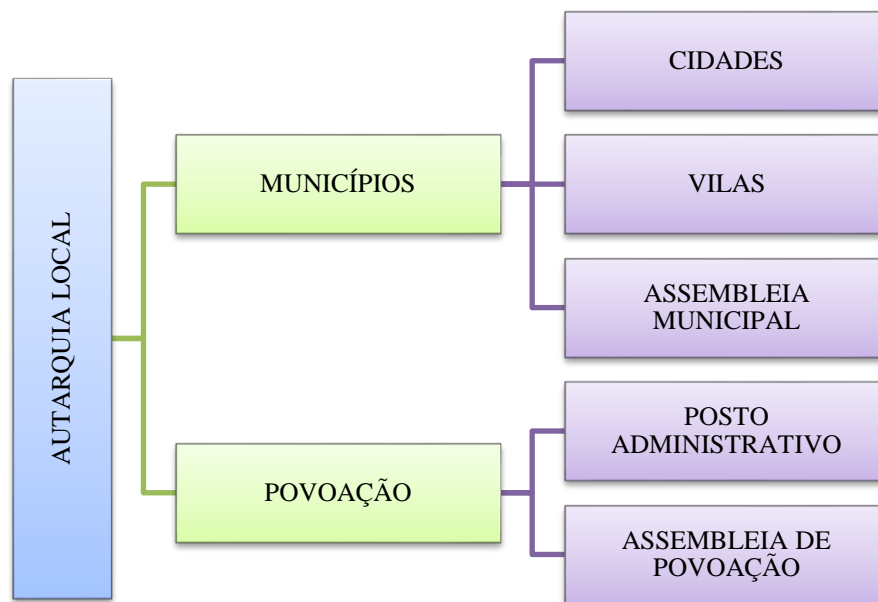 AUTARQUIA LOCAL
MUNICÍPIOS
CIDADES
VILAS
ASSEMBLEIA
MUNICIPAL
POVOAÇÃO
POSTO
ADMINISTRATIVO
ASSEMBLEIA DE
POVOAÇÃO